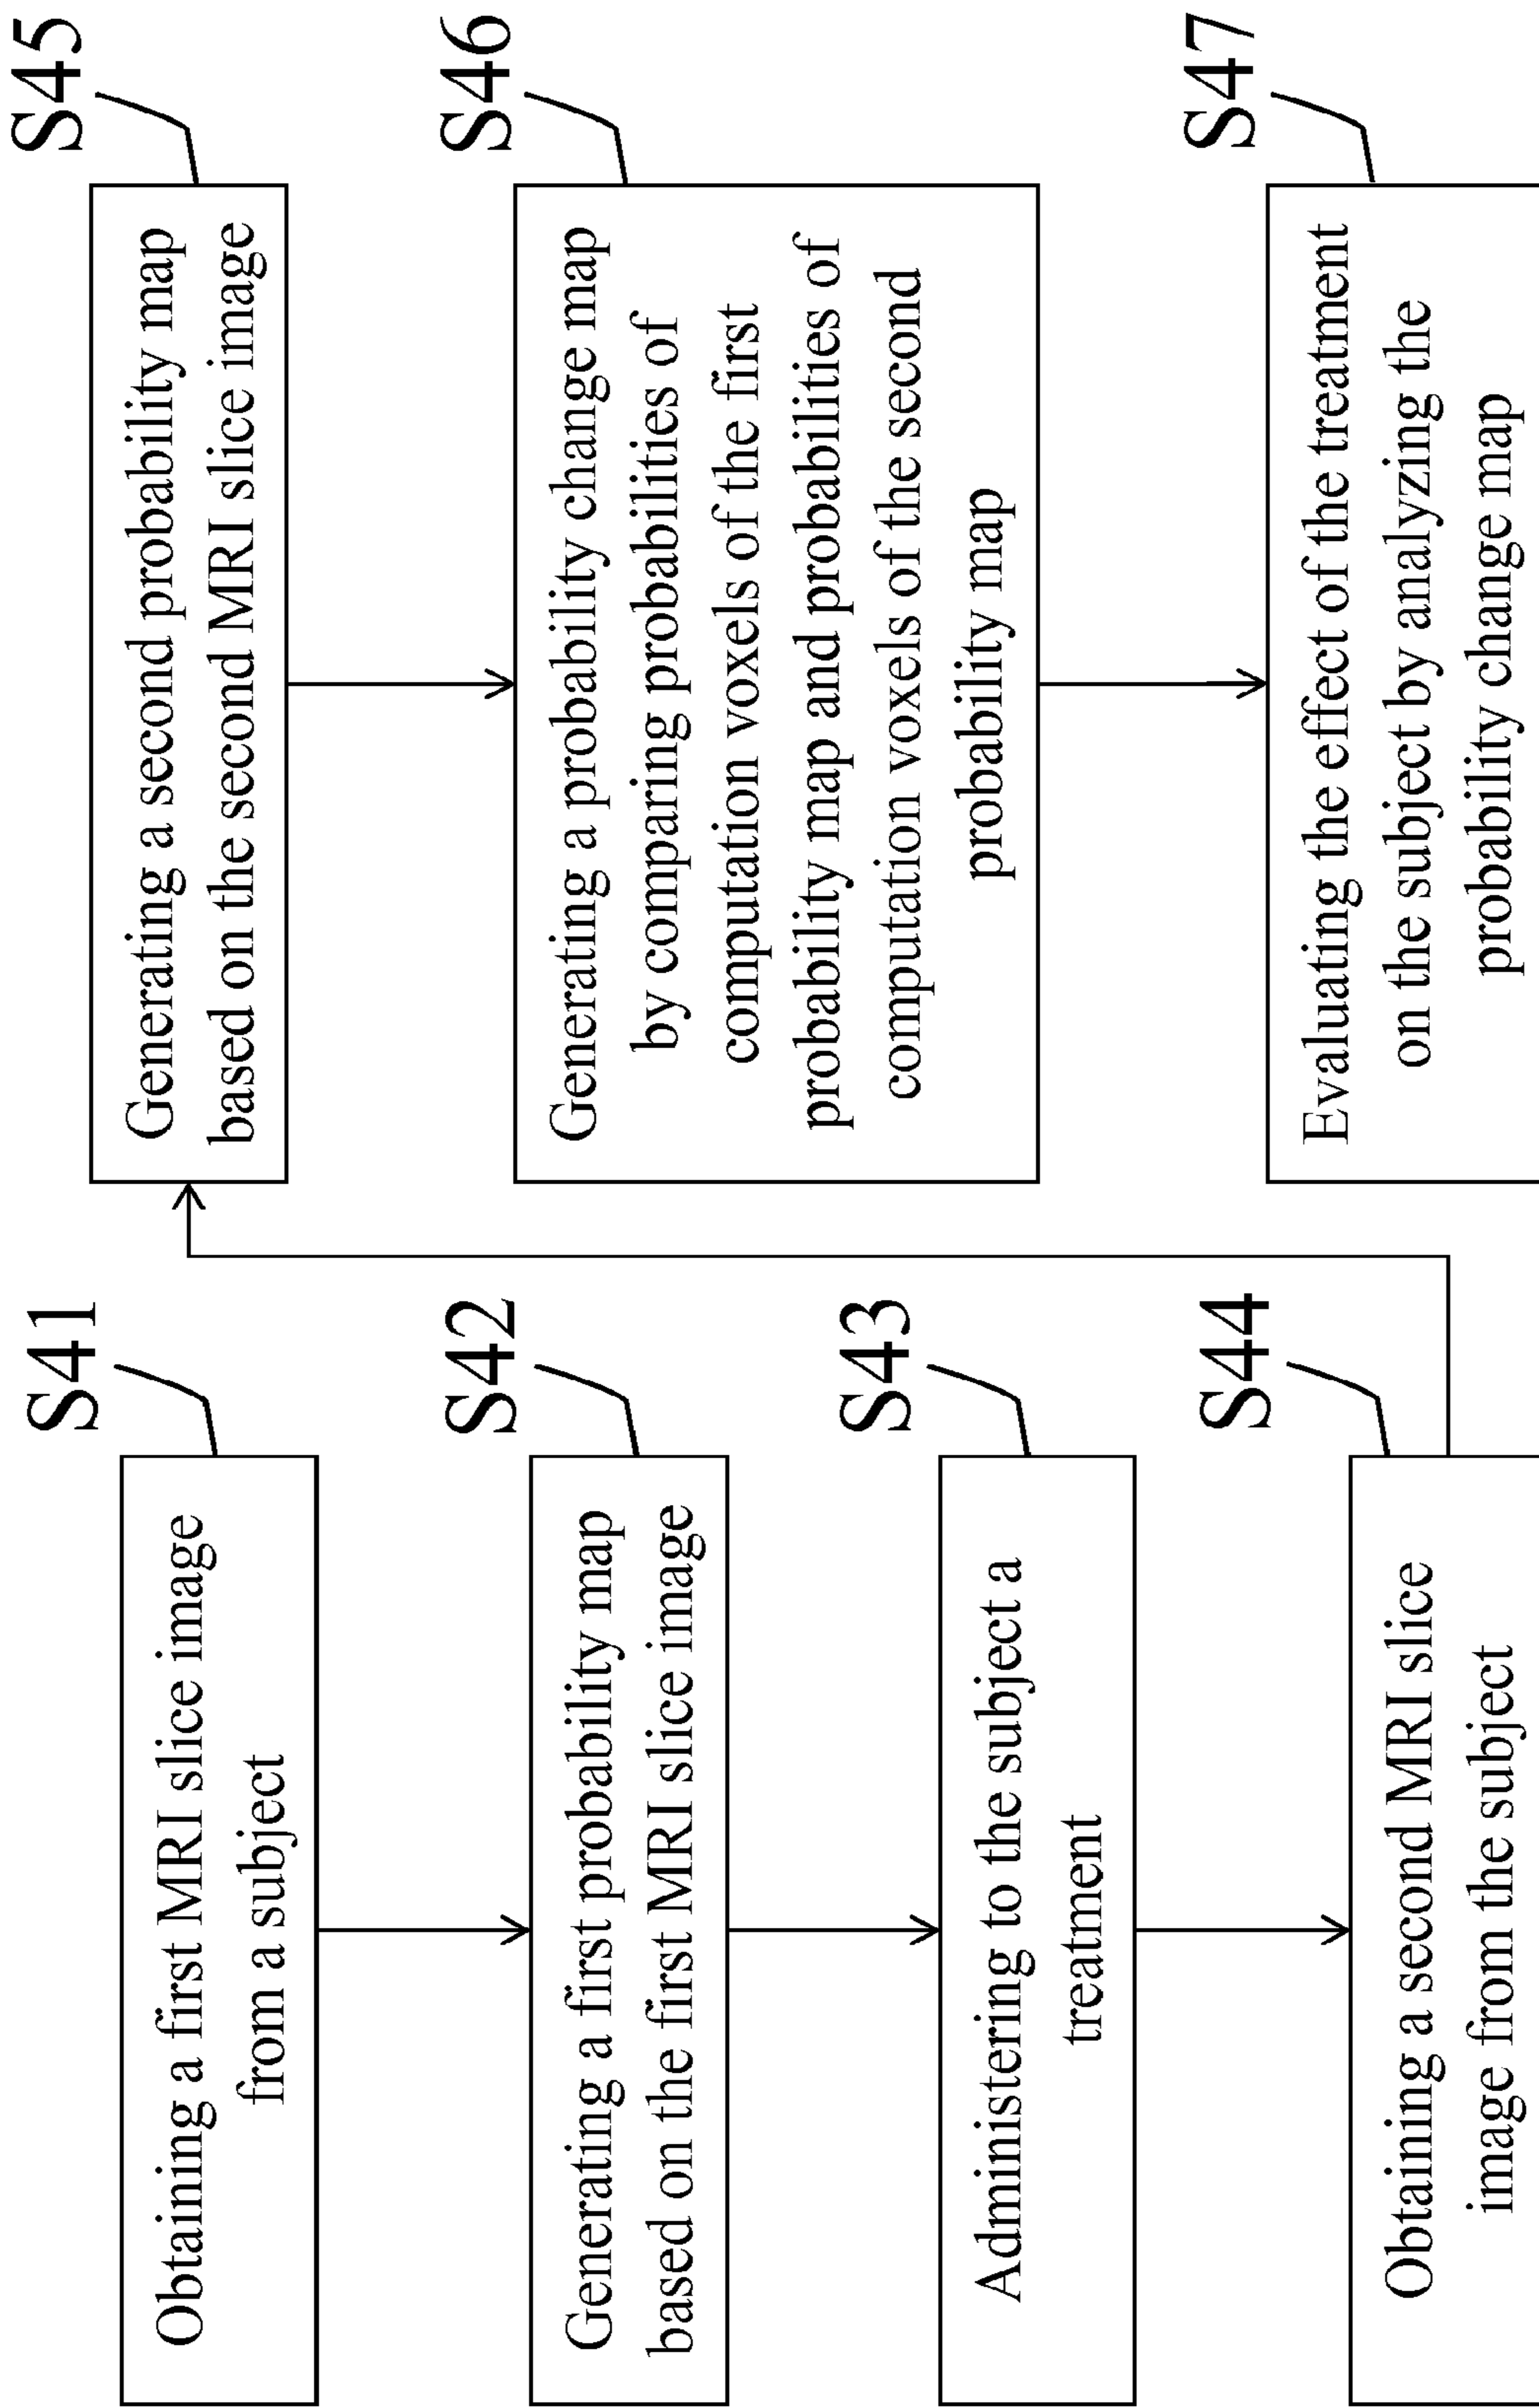 S41
Obtaining a first MRI slice image
from a subject
S42
Generating a first probability map
based on the first MRI slice image
S43
Administering to the subject a
treatment
S44
Obtaining a second MRI slice
image from the subject
S45
Generating a second probability map
based on the second MRI slice image
S46
Generating a probability change map
by comparing probabilities of
computation voxels of the first
probability map and probabilities of
computation voxels of the second
probability map
S47
Evaluating the effect of the treatment
on the subject by analyzing the
probability change map